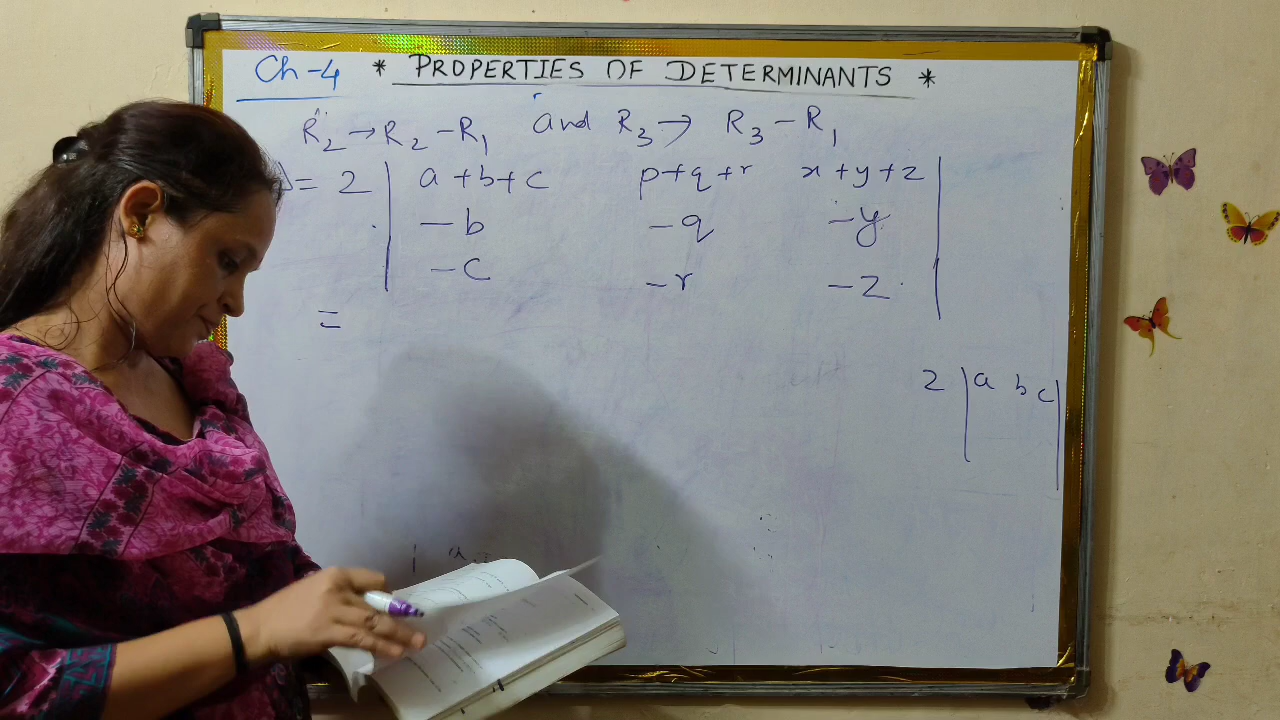 Ch-4 * PROPERTIES OF DETERMINANTS *
R₂ → R₂ - R₁ and R₃ → R₃ - R₁
Δ = 2 | a+b+c p+q+r x+y+z |
-b -q -y
-c -r -z
=
2 | a b c |